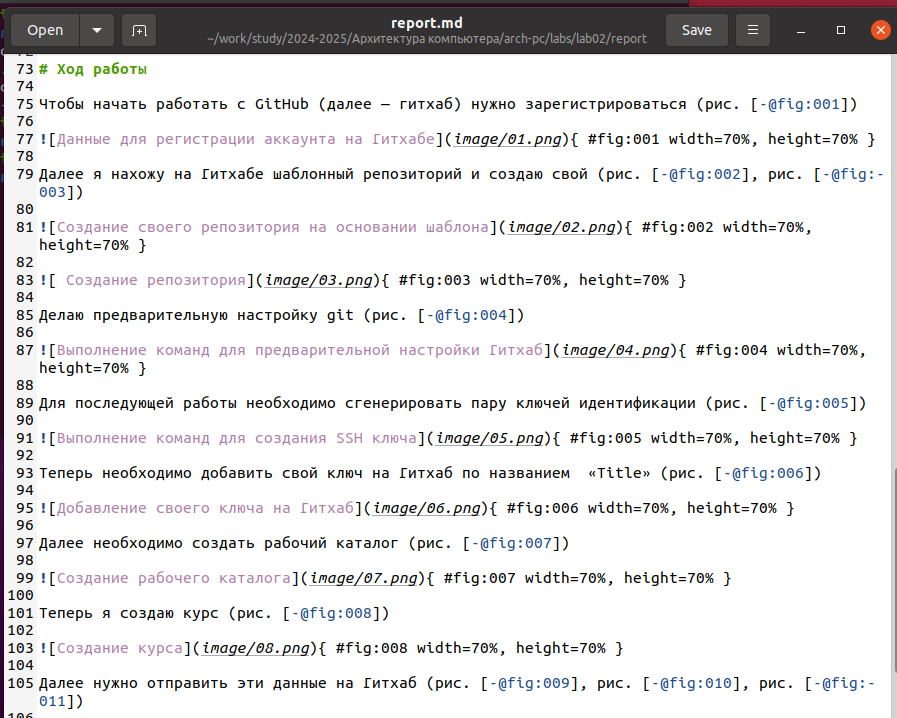 Open
report.md
~/work/study/2024-2025/Архитектура компьютера/arch-pc/labs/lab02/report
Save
73 # Ход работы
74
75 Чтобы начать работать с GitHub (далее — гитхаб) нужно зарегистрироваться (рис. [-@fig:001])
76
77 ![Данные для регистрации аккаунта на Гитхабе](image/01.png){ #fig:001 width=70%, height=70% }
78
79 Далее я нахожу на Гитхабе шаблонный репозиторий и создаю свой (рис. [-@fig:002], рис. [-@fig:-
003])
80
81 ![Создание своего репозитория на основании шаблона](image/02.png){ #fig:002 width=70%,
height=70% }
82
83 ![ Создание репозитория](image/03.png){ #fig:003 width=70%, height=70% }
84
85 Делаю предварительную настройку git (рис. [-@fig:004])
86
87 ![Выполнение команд для предварительной настройки Гитхаб](image/04.png){ #fig:004 width=70%,
height=70% }
88
89 Для последующей работы необходимо сгенерировать пару ключей идентификации (рис. [-@fig:005])
90
91 ![Выполнение команд для создания SSH ключа](image/05.png){ #fig:005 width=70%, height=70% }
92
93 Теперь необходимо добавить свой ключ на Гитхаб по названием  «Title» (рис. [-@fig:006])
94
95 ![Добавление своего ключа на Гитхаб](image/06.png){ #fig:006 width=70%, height=70% }
96
97 Далее необходимо создать рабочий каталог (рис. [-@fig:007])
98
99 ![Создание рабочего каталога](image/07.png){ #fig:007 width=70%, height=70% }
100
101 Теперь я создаю курс (рис. [-@fig:008])
102
103 ![Создание курса](image/08.png){ #fig:008 width=70%, height=70% }
104
105 Далее нужно отправить эти данные на Гитхаб (рис. [-@fig:009], рис. [-@fig:010], рис. [-@fig:-
011])